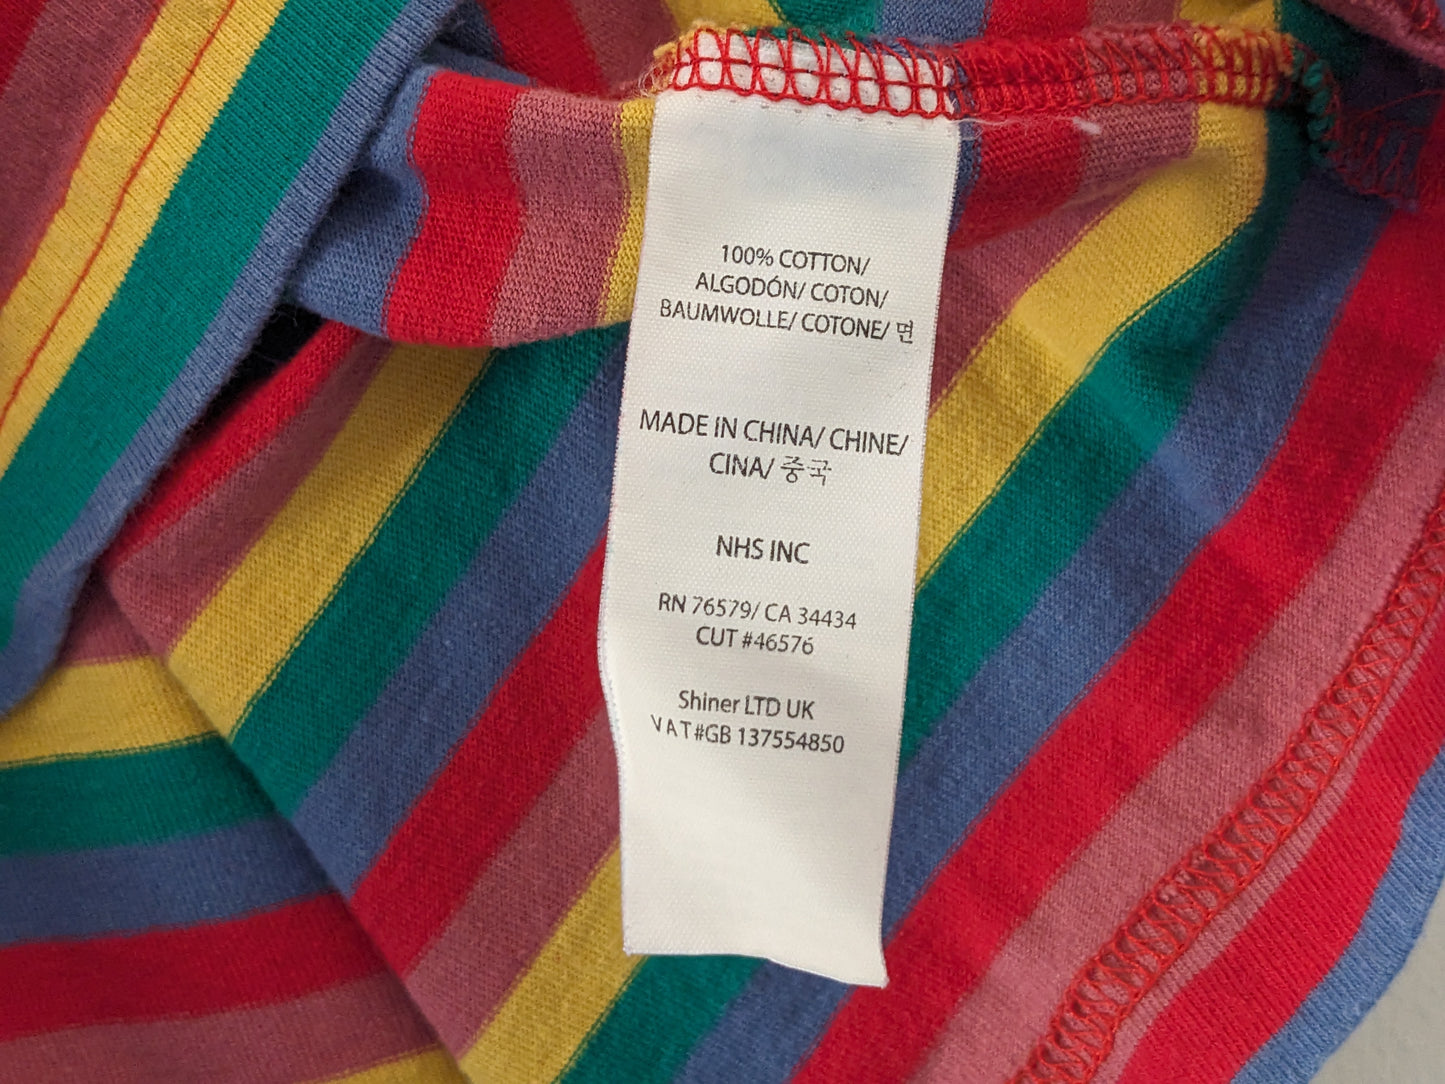 100% COTTON/
ALGODÓN/ COTON/
BAUMWOLLE/ COTONE/ 면
MADE IN CHINA/ CHINE/
CINA/ 중국
NHS INC
RN 76579/ CA 34434
CUT #46576
Shiner LTD UK
VAT#GB 137554850